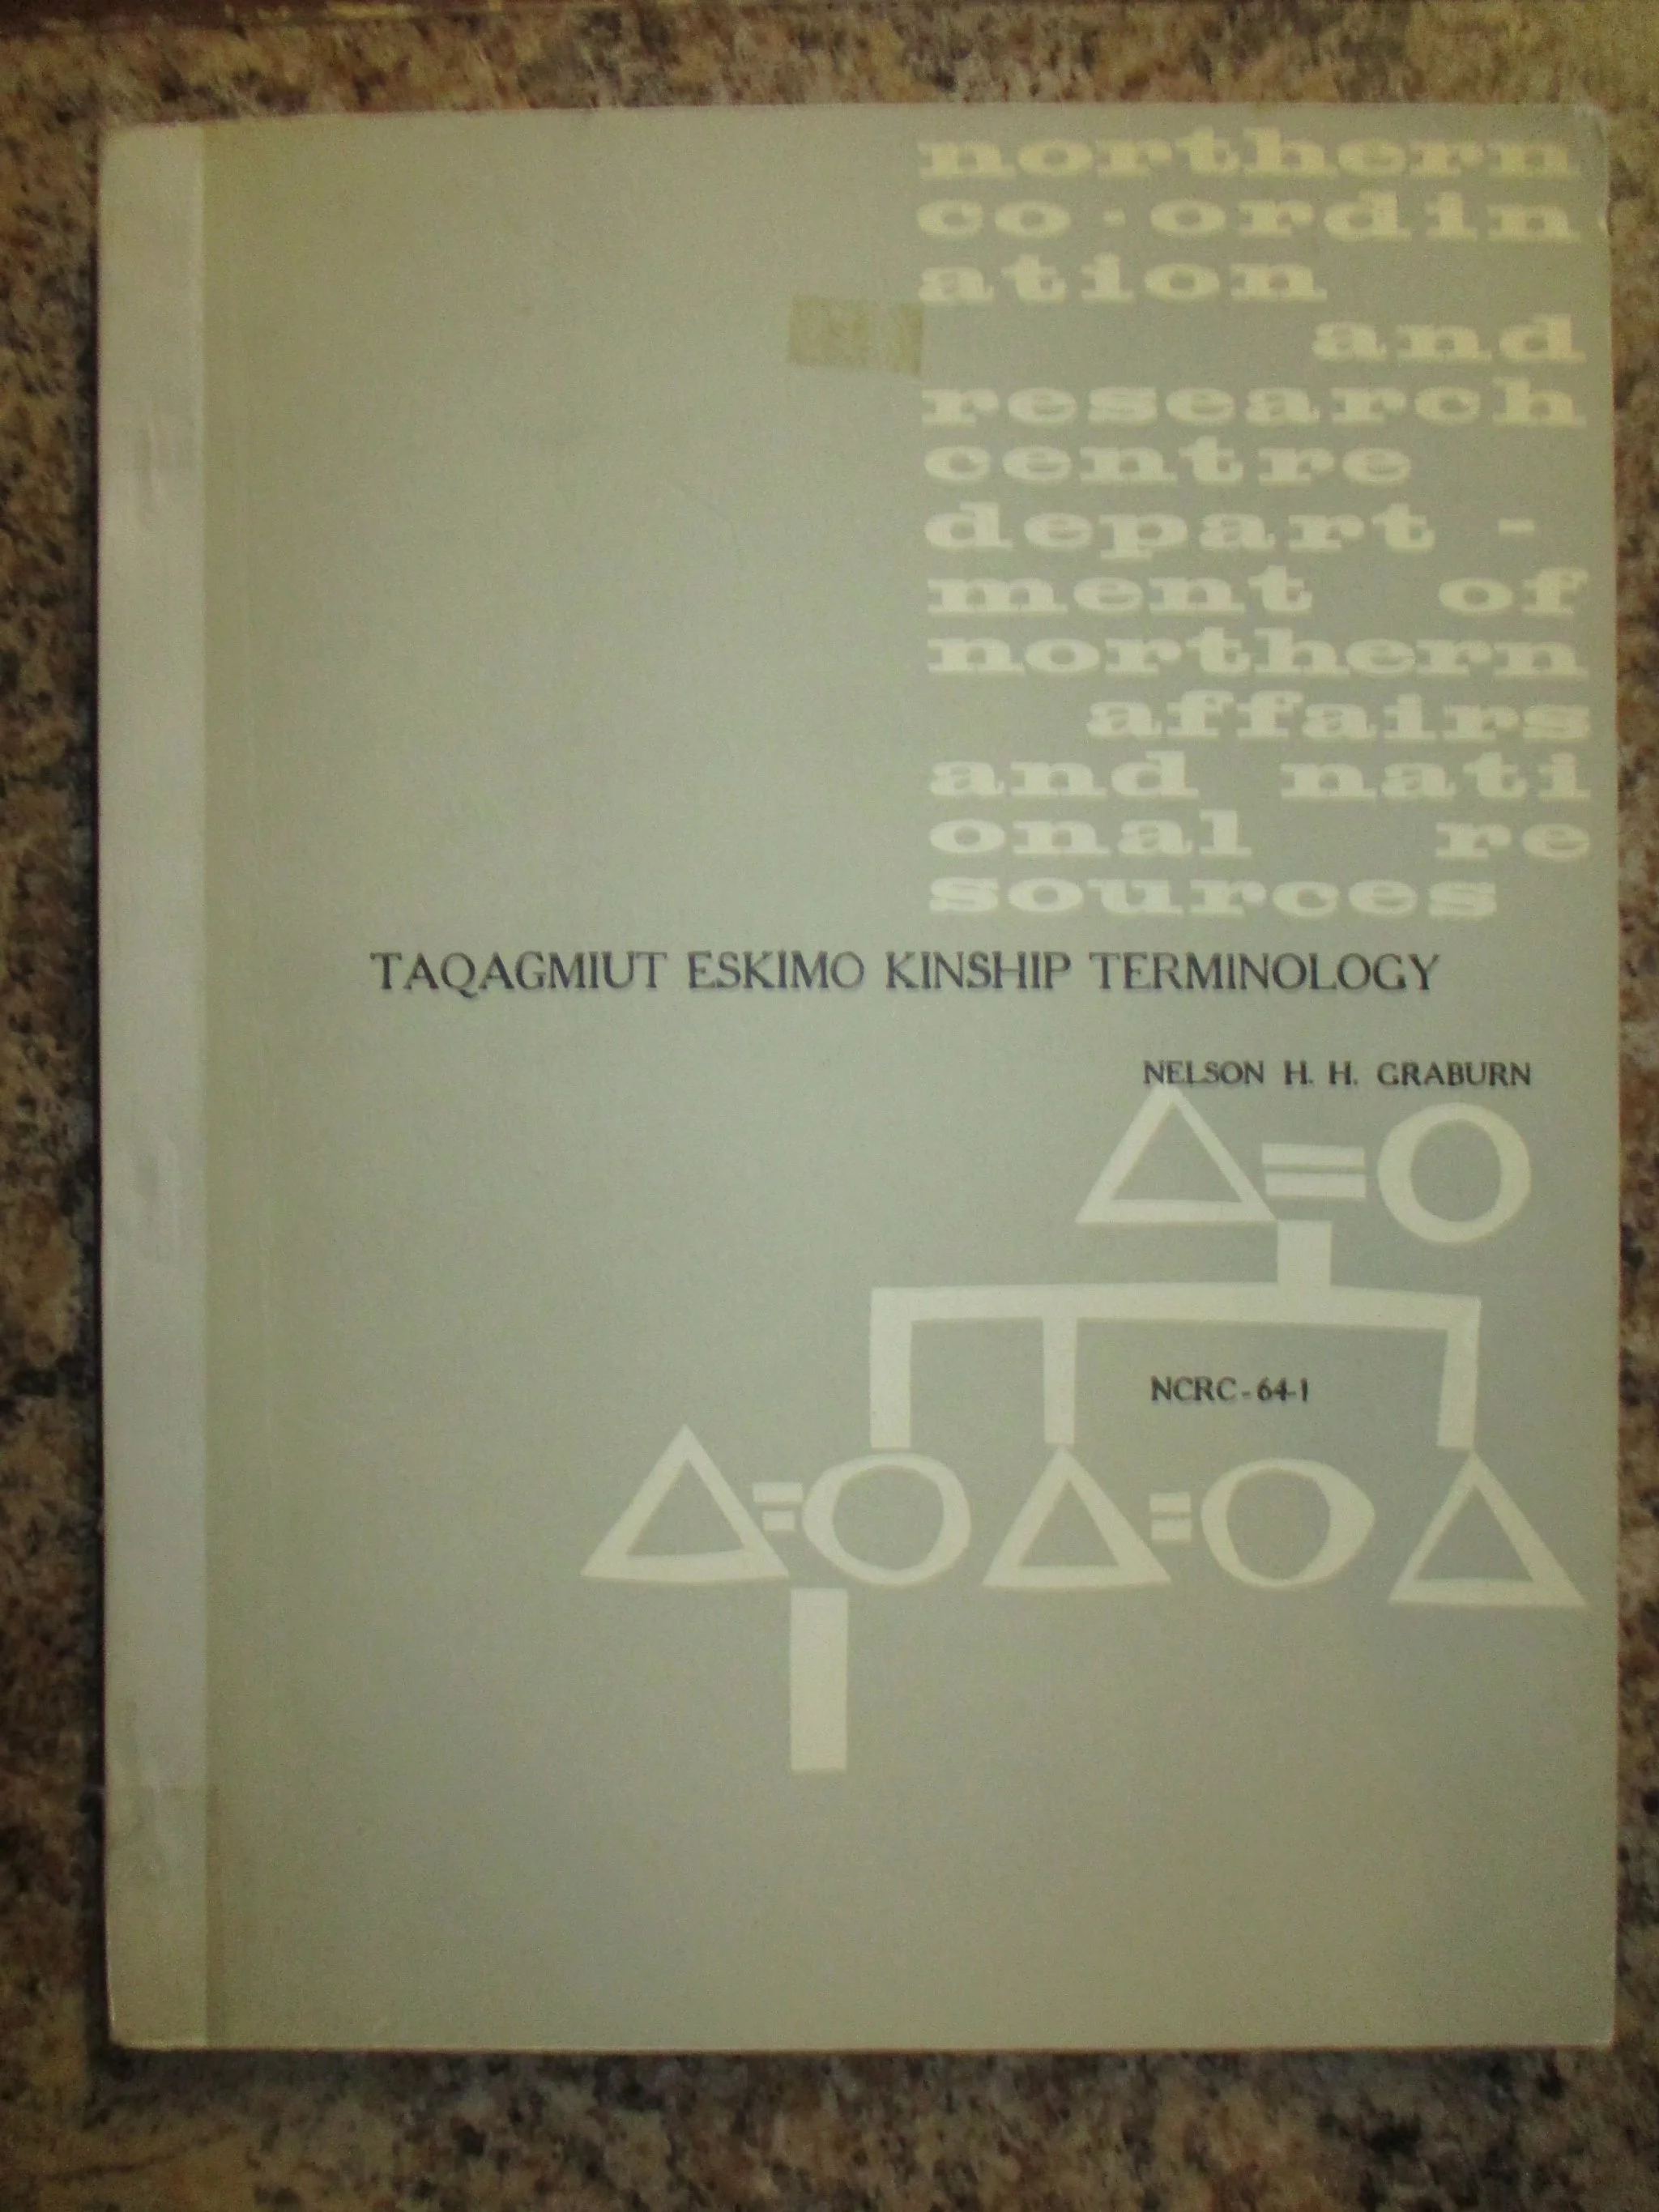 northern
co-ordin
ation
and
research
centre
depart -
ment of
northern
affairs
and nati
onal re
sources
TAQAGMIUT ESKIMO KINSHIP TERMINOLOGY
NELSON H. H. GRABURN
NCRC-64-1